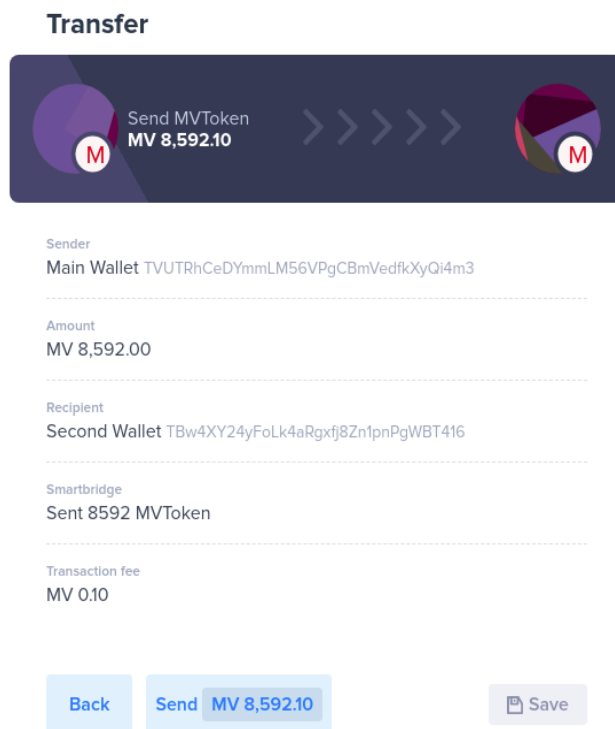 Transfer
Send MVToken
MV 8,592.10
M
M
Sender
Main Wallet TVUTRhCeDYmmLM56VPgCBmVedfkXyQi4m3
Amount
MV 8,592.00
Recipient
Second Wallet TBw4XY24yFoLk4aRgxfj8Zn1pnPgWBT416
Smartbridge
Sent 8592 MVToken
Transaction fee
MV 0.10
Back Send MV 8,592.10 Save